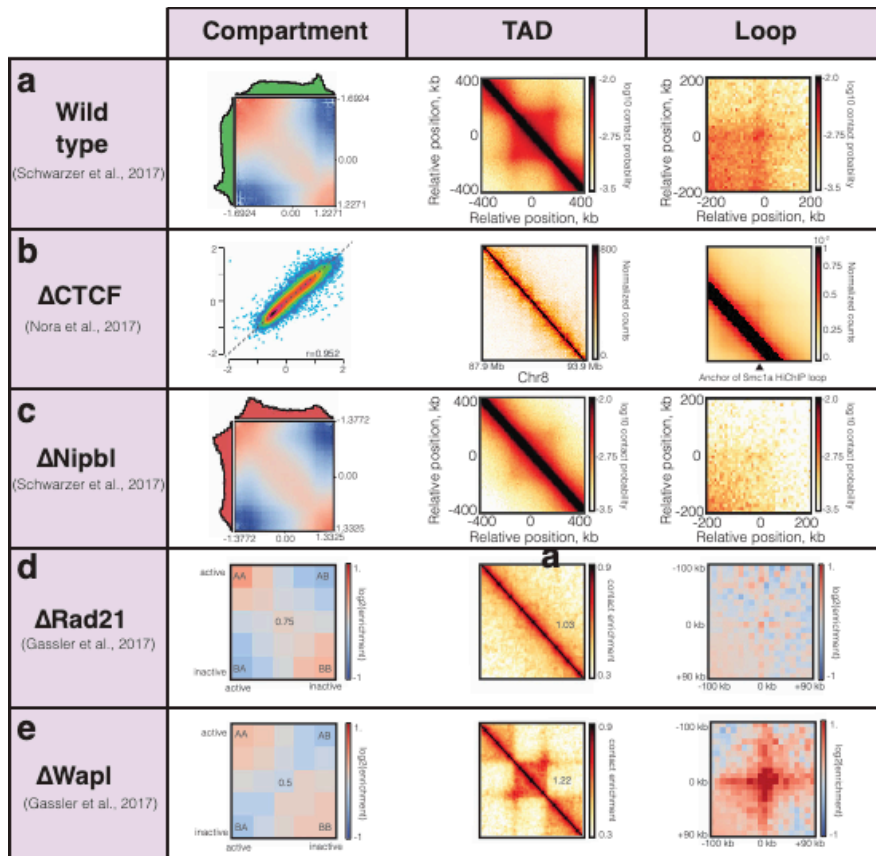 Compartment
TAD
Loop
a
Wild
type
(Schwarzer et al., 2017)
-1.6924
0.00
1.2271
-1.6924
0.00
1.2271
400
0
-400
Relative position, kb
-400
0
400
Relative position, kb
-2.0
-2.75
-3.5
log10 contact probability
200
0
-200
Relative position, kb
-200
0
200
Relative position, kb
-2.0
-2.75
-3.5
log10 contact probability
b
ΔCTCF
(Nora et al., 2017)
2
0
-2
-2
0
2
r=0.952
87.9 Mb
93.9 Mb
Chr8
800
0.
Normalized counts
10⁻²
1
0.5
0
Normalized counts
Anchor of Smc1a HiChIP loop
c
ΔNipbl
(Schwarzer et al., 2017)
-1.3772
0.00
1.3325
-1.3772
0.00
1.3325
400
0
-400
Relative position, kb
-400
0
400
Relative position, kb
-2.0
-2.75
-3.5
log10 contact probability
200
0
-200
Relative position, kb
-200
0
200
Relative position, kb
-2.0
-2.75
-3.5
log10 contact probability
d
ΔRad21
(Gassler et al., 2017)
active
inactive
AA
AB
0.75
BA
BB
active
inactive
1.
-1
log2(enrichment)
a
1.03
0.9
0.3
contact enrichment
-100 kb
0 kb
+90 kb
-100 kb
0 kb
+90 kb
1.
-1
log2(enrichment)
e
ΔWapl
(Gassler et al., 2017)
active
inactive
AA
AB
0.5
BA
BB
active
inactive
1.
-1
log2(enrichment)
1.22
0.9
0.3
contact enrichment
-100 kb
0 kb
+90 kb
-100 kb
0 kb
+90 kb
1.
-1
log2(enrichment)